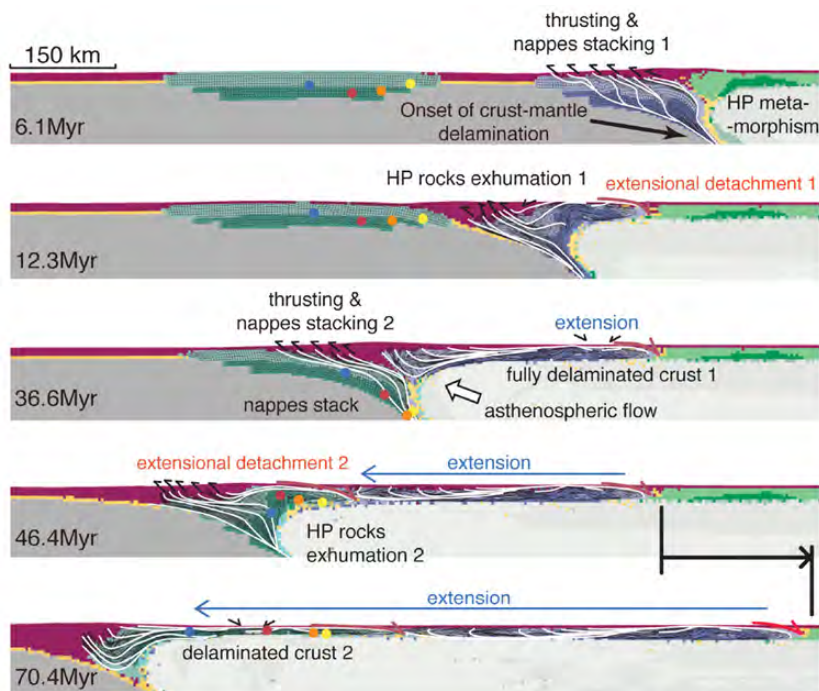 thrusting &
nappes stacking 1
150 km
Onset of crust-mantle
delamination
HP meta-
-morphism
6.1Myr
HP rocks exhumation 1
extensional detachment 1
12.3Myr
thrusting &
nappes stacking 2
extension
fully delaminated crust 1
nappes stack
asthenospheric flow
36.6Myr
extensional detachment 2
extension
HP rocks
exhumation 2
46.4Myr
extension
delaminated crust 2
70.4Myr